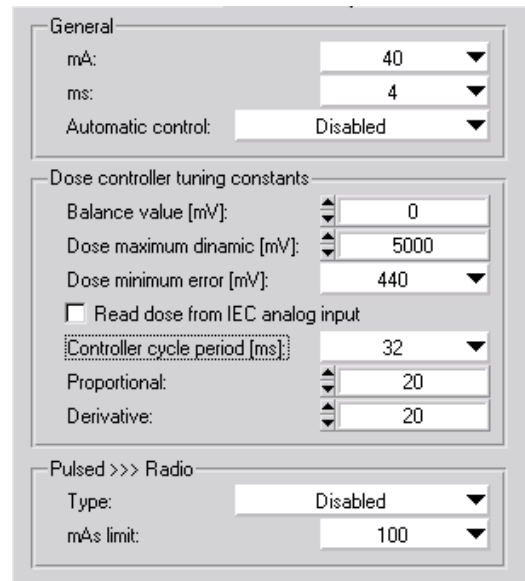 General
mA: 40
ms: 4
Automatic control: Disabled
Dose controller tuning constants
Balance value [mV]: 0
Dose maximum dinamic [mV]: 5000
Dose minimum error [mV]: 440
Read dose from IEC analog input
Controller cycle period [ms]: 32
Proportional: 20
Derivative: 20
Pulsed >>> Radio
Type: Disabled
mAs limit: 100